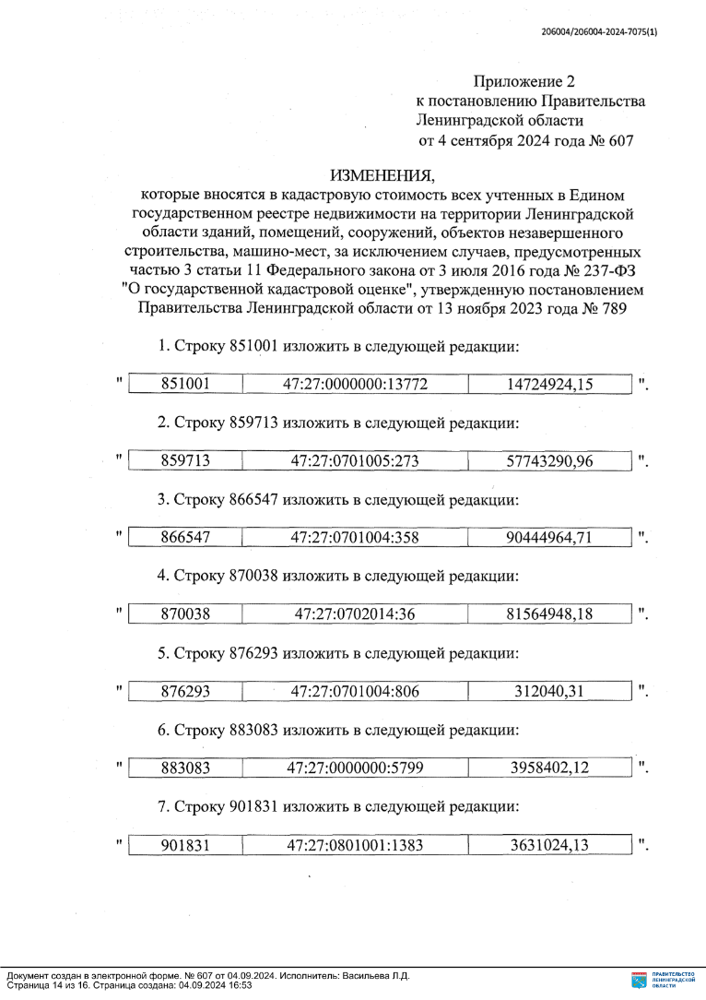 206004/206004-2024-7075(1)
Приложение 2
к постановлению Правительства
Ленинградской области
от 4 сентября 2024 года № 607
ИЗМЕНЕНИЯ,
которые вносятся в кадастровую стоимость всех учтенных в Едином
государственном реестре недвижимости на территории Ленинградской
области зданий, помещений, сооружений, объектов незавершенного
строительства, машино-мест, за исключением случаев, предусмотренных
частью 3 статьи 11 Федерального закона от 3 июля 2016 года № 237-ФЗ
"О государственной кадастровой оценке", утвержденную постановлением
Правительства Ленинградской области от 13 ноября 2023 года № 789
1. Строку 851001 изложить в следующей редакции:
" 851001 47:27:0000000:13772 14724924,15 ".
2. Строку 859713 изложить в следующей редакции:
" 859713 47:27:0701005:273 57743290,96 ".
3. Строку 866547 изложить в следующей редакции:
" 866547 47:27:0701004:358 90444964,71 ".
4. Строку 870038 изложить в следующей редакции:
" 870038 47:27:0702014:36 81564948,18 ".
5. Строку 876293 изложить в следующей редакции:
" 876293 47:27:0701004:806 312040,31 ".
6. Строку 883083 изложить в следующей редакции:
" 883083 47:27:0000000:5799 3958402,12 ".
7. Строку 901831 изложить в следующей редакции:
" 901831 47:27:0801001:1383 3631024,13 ".
Документ создан в электронной форме. № 607 от 04.09.2024. Исполнитель: Васильева Л.Д.
Страница 14 из 16. Страница создана: 04.09.2024 16:53
ПРАВИТЕЛЬСТВО
ЛЕНИНГРАДСКОЙ
ОБЛАСТИ